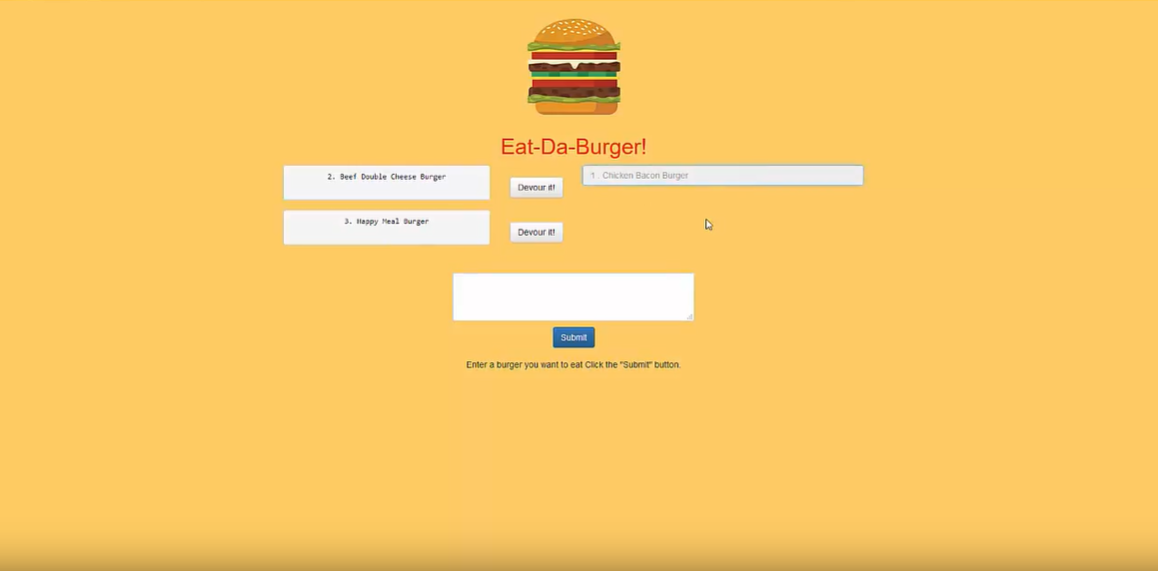 Eat-Da-Burger!
2. Beef Double Cheese Burger
Devour it!
1 Chicken Bacon Burger
3. Happy Meal Burger
Devour it!
Submit
Enter a burger you want to eat Click the "Submit" button.